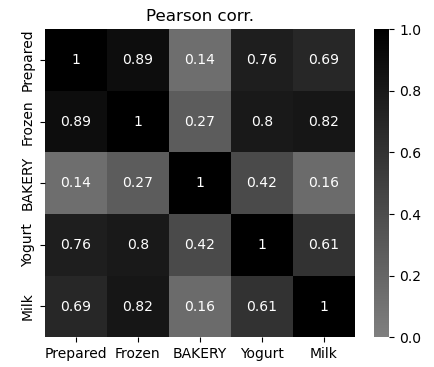 Pearson corr.
Prepared 1 0.89 0.14 0.76 0.69
Frozen 0.89 1 0.27 0.8 0.82
BAKERY 0.14 0.27 1 0.42 0.16
Yogurt 0.76 0.8 0.42 1 0.61
Milk 0.69 0.82 0.16 0.61 1
Prepared Frozen BAKERY Yogurt Milk
1.0
0.8
0.6
0.4
0.2
0.0